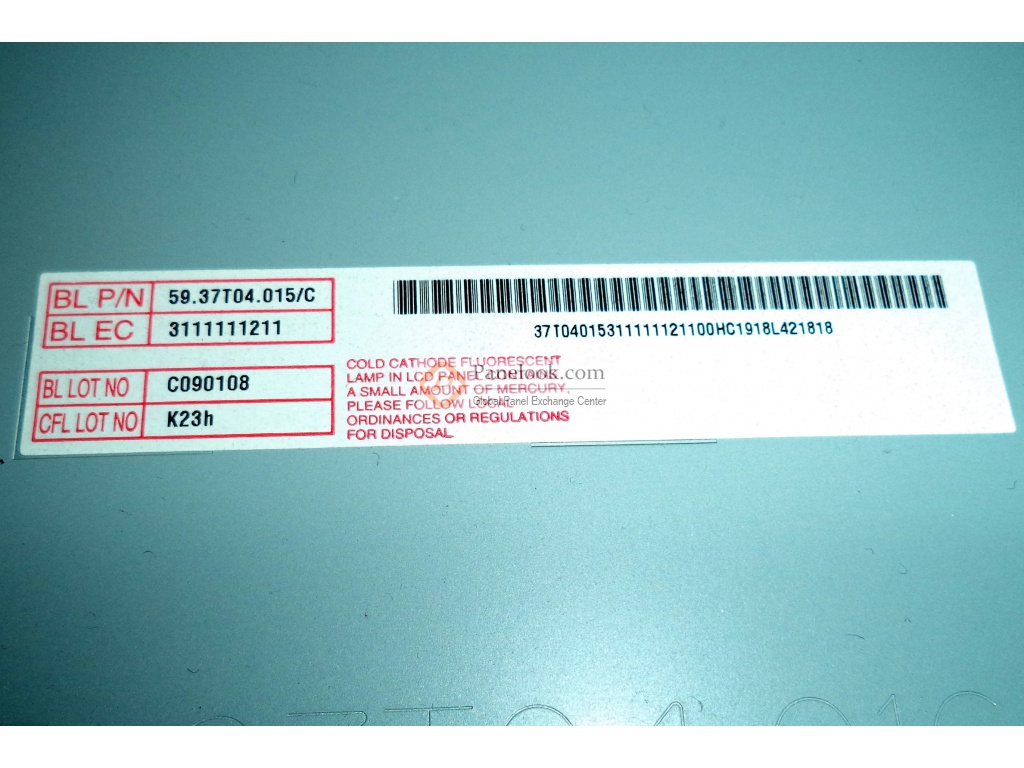 BL P/N 59.37T04.015/C
BL EC 3111111211
37T040153111111121100HC1918L421818
BL LOT NO C090108
CFL LOT NO K23h
COLD CATHODE FLUORESCENT
LAMP IN LCD PANEL
A SMALL AMOUNT OF MERCURY,
PLEASE FOLLOW
ORDINANCES OR REGULATIONS
FOR DISPOSAL
Panelook.com
Global Panel Exchange Center